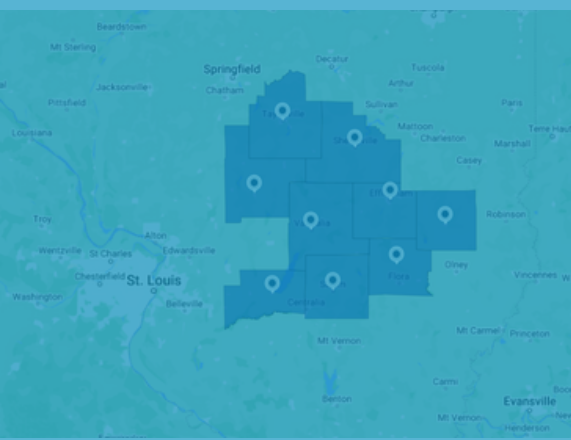 Beardstown
Mt Sterling
Decatur
Springfield
Tuscola
Jacksonville
Chatham
Arthur
Pittsfield
Sullivan
Paris
Louisiana
Mattoon
Charleston
Terre Hau
Marshall
Casey
Troy
Robinson
Alton
Wentzville
St Charles
Edwardsville
Olney
Chesterfield
St. Louis
Flora
Vincennes
W
Washington
Belleville
Centralia
Mt Vernon
Mt Carmel
Princeton
Carmi
Benton
Evansville
Boo
Mt Vernon
New
Henderson